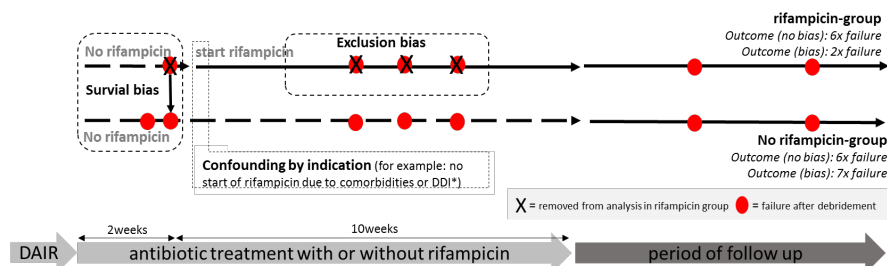 rifampicin-group
Outcome (no bias): 6x failure
Outcome (bias): 2x failure
No rifampicin
start rifampicin
Exclusion bias
X
X
X
X
Survial bias
No rifampicin
No rifampicin-group
Outcome (no bias): 6x failure
Outcome (bias): 7x failure
Confounding by indication (for example: no
start of rifampicin due to comorbidities or DDI*)
X = removed from analysis in rifampicin group
= failure after debridement
2weeks
10weeks
DAIR
antibiotic treatment with or without rifampicin
period of follow up